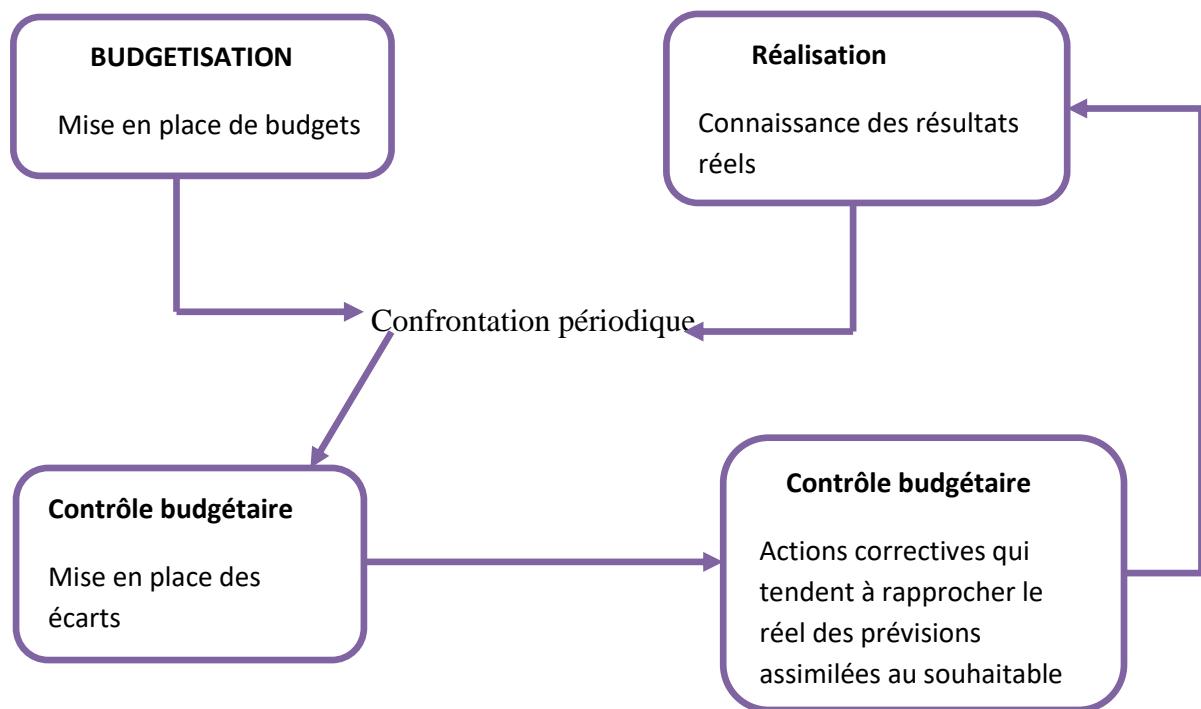 BUDGETISATION
Mise en place de budgets
Réalisation
Connaissance des résultats
réels
Confrontation périodique
Contrôle budgétaire
Mise en place des
écarts
Contrôle budgétaire
Actions correctives qui
tendent à rapprocher le
réel des prévisions
assimilées au souhaitable